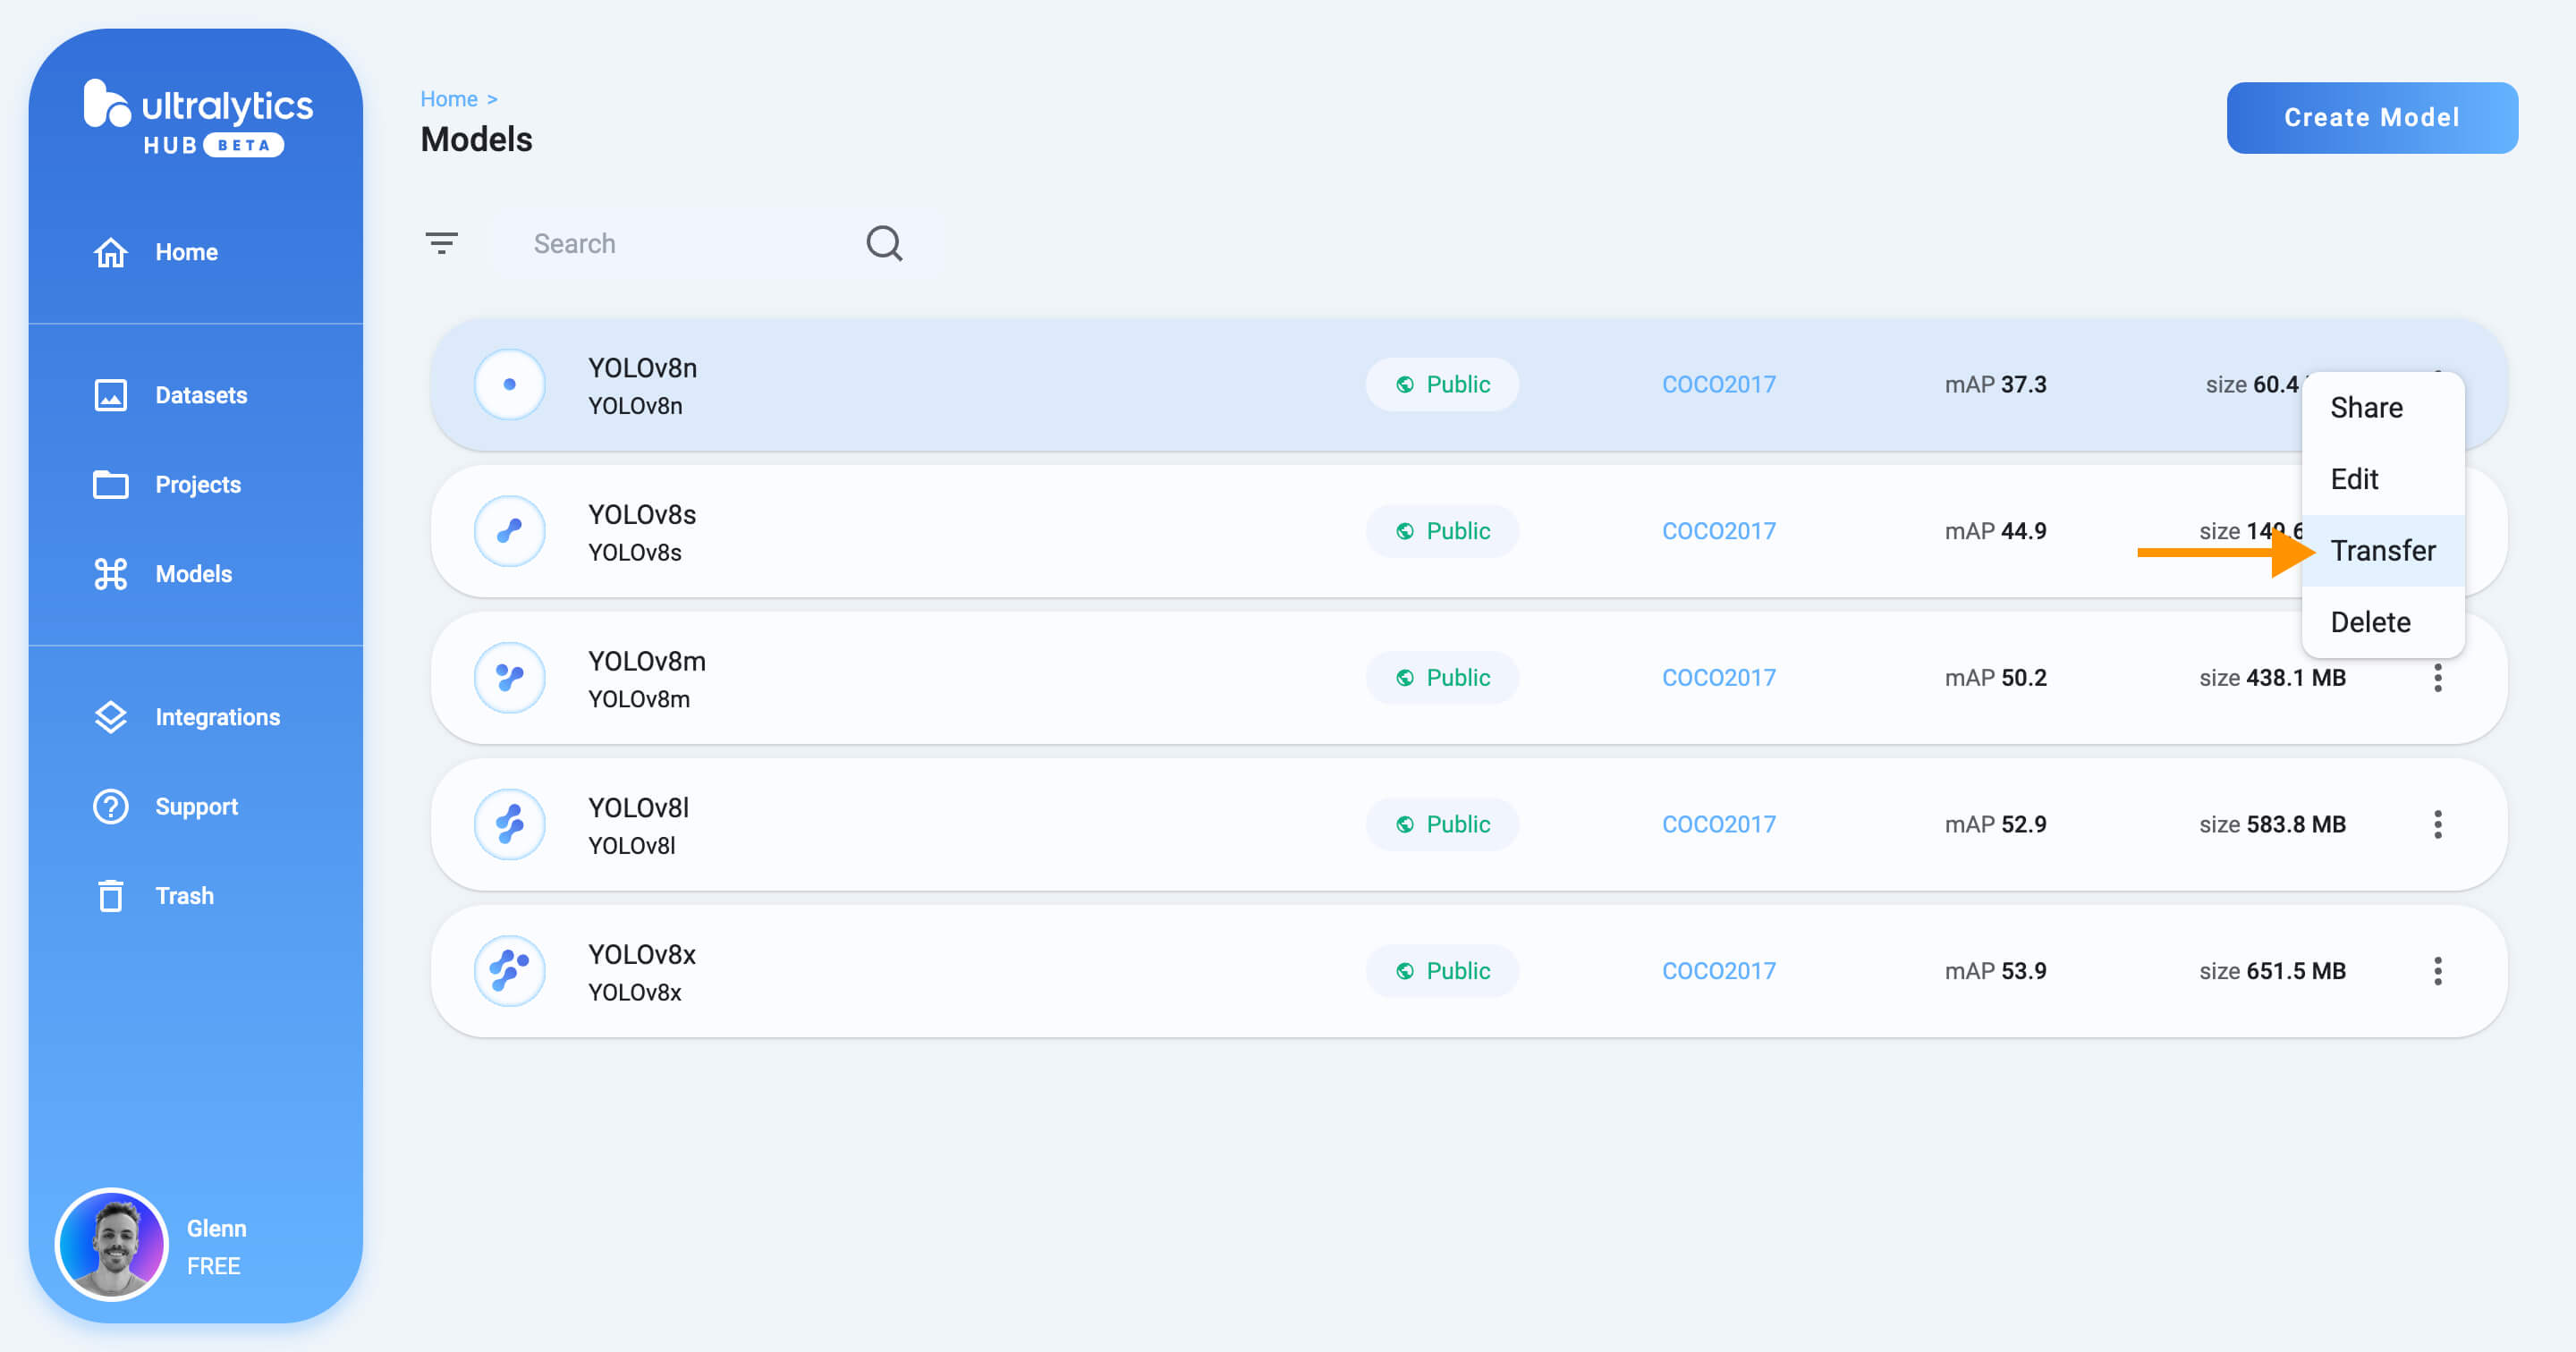 ultralytics
HUB BETA
Home
Datasets
Projects
Models
Integrations
Support
Trash
Glenn
FREE
Home >
Models
Create Model
Search
YOLOv8n
YOLOv8n
Public
COCO2017
mAP 37.3
size 60.4
YOLOv8s
YOLOv8s
Public
COCO2017
mAP 44.9
size 149.6
YOLOv8m
YOLOv8m
Public
COCO2017
mAP 50.2
size 438.1 MB
YOLOv8l
YOLOv8l
Public
COCO2017
mAP 52.9
size 583.8 MB
YOLOv8x
YOLOv8x
Public
COCO2017
mAP 53.9
size 651.5 MB
Share
Edit
Transfer
Delete